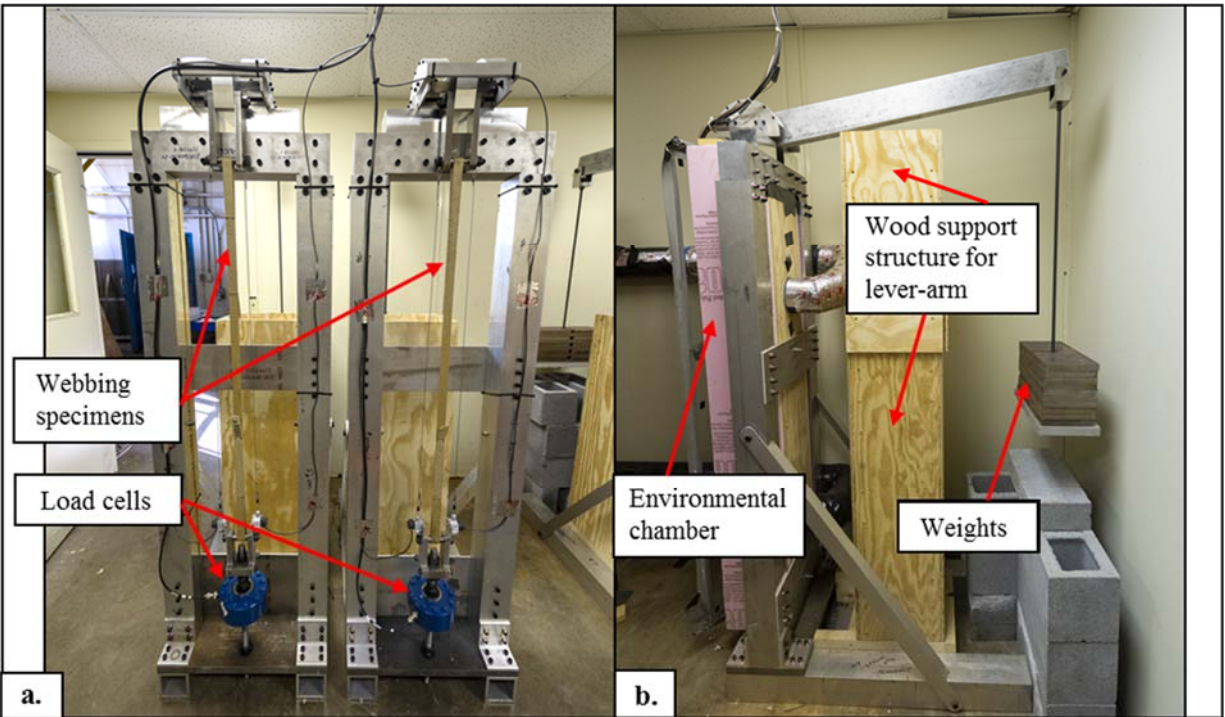 Webbing
specimens
Load cells
a.
Wood support
structure for
lever-arm
Environmental
chamber
Weights
b.